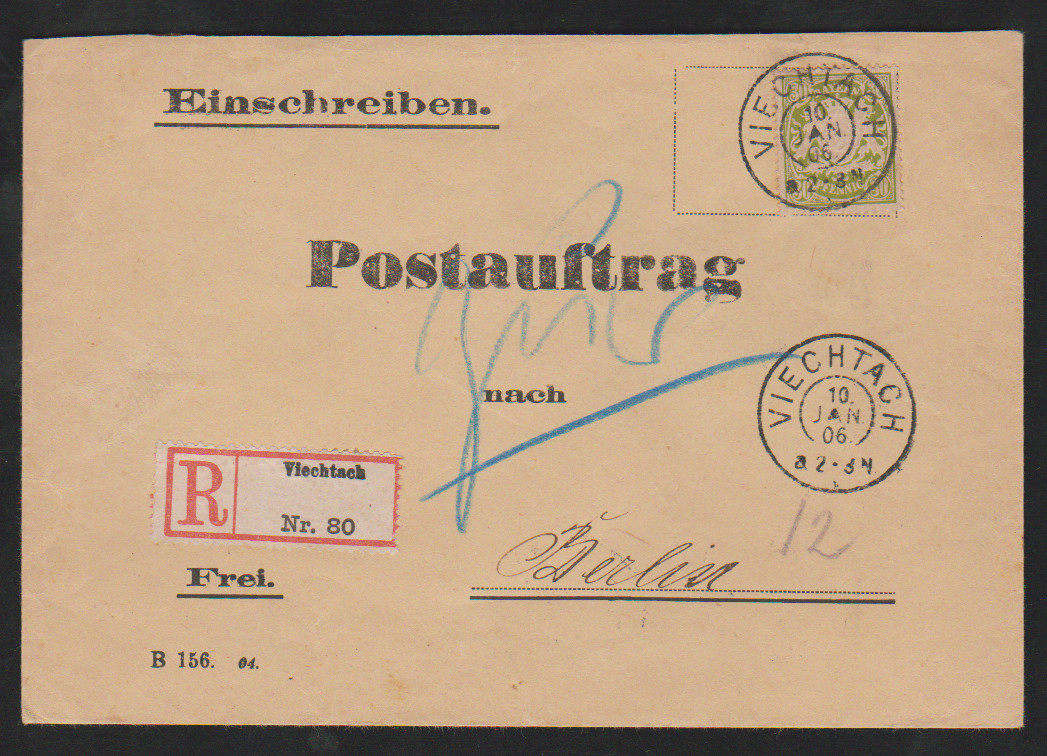 Einschreiben.
VIECHTACH
10.
JAN.
06.
a 2-3 N.
PFENNIG
Postauftrag
nach
VIECHTACH
10.
JAN.
06.
a 2-3 N.
R
Viechtach
Nr. 80
12
Berlin
Frei.
B 156. 04.